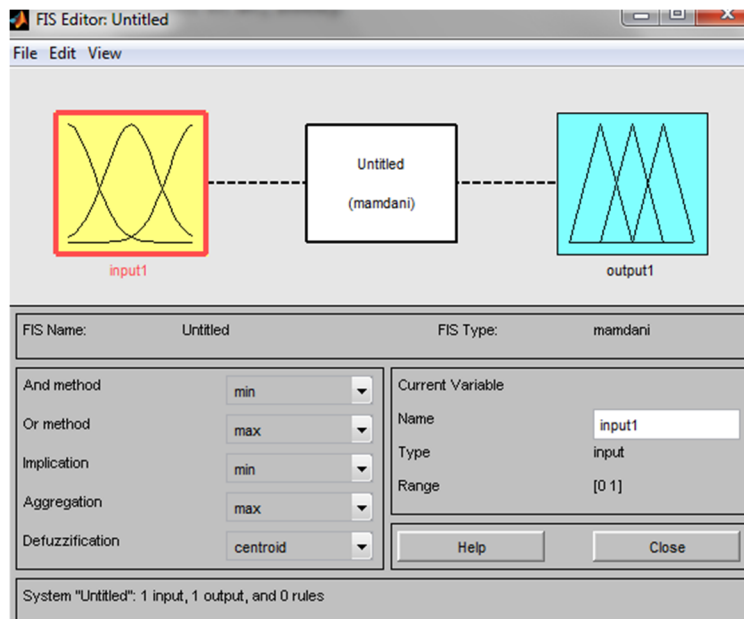 FIS Editor: Untitled
File Edit View
Untitled
(mamdani)
input1
output1
FIS Name: Untitled FIS Type: mamdani
And method min
Or method max
Implication min
Aggregation max
Defuzzification centroid
Current Variable
Name input1
Type input
Range [0 1]
Help Close
System "Untitled": 1 input, 1 output, and 0 rules